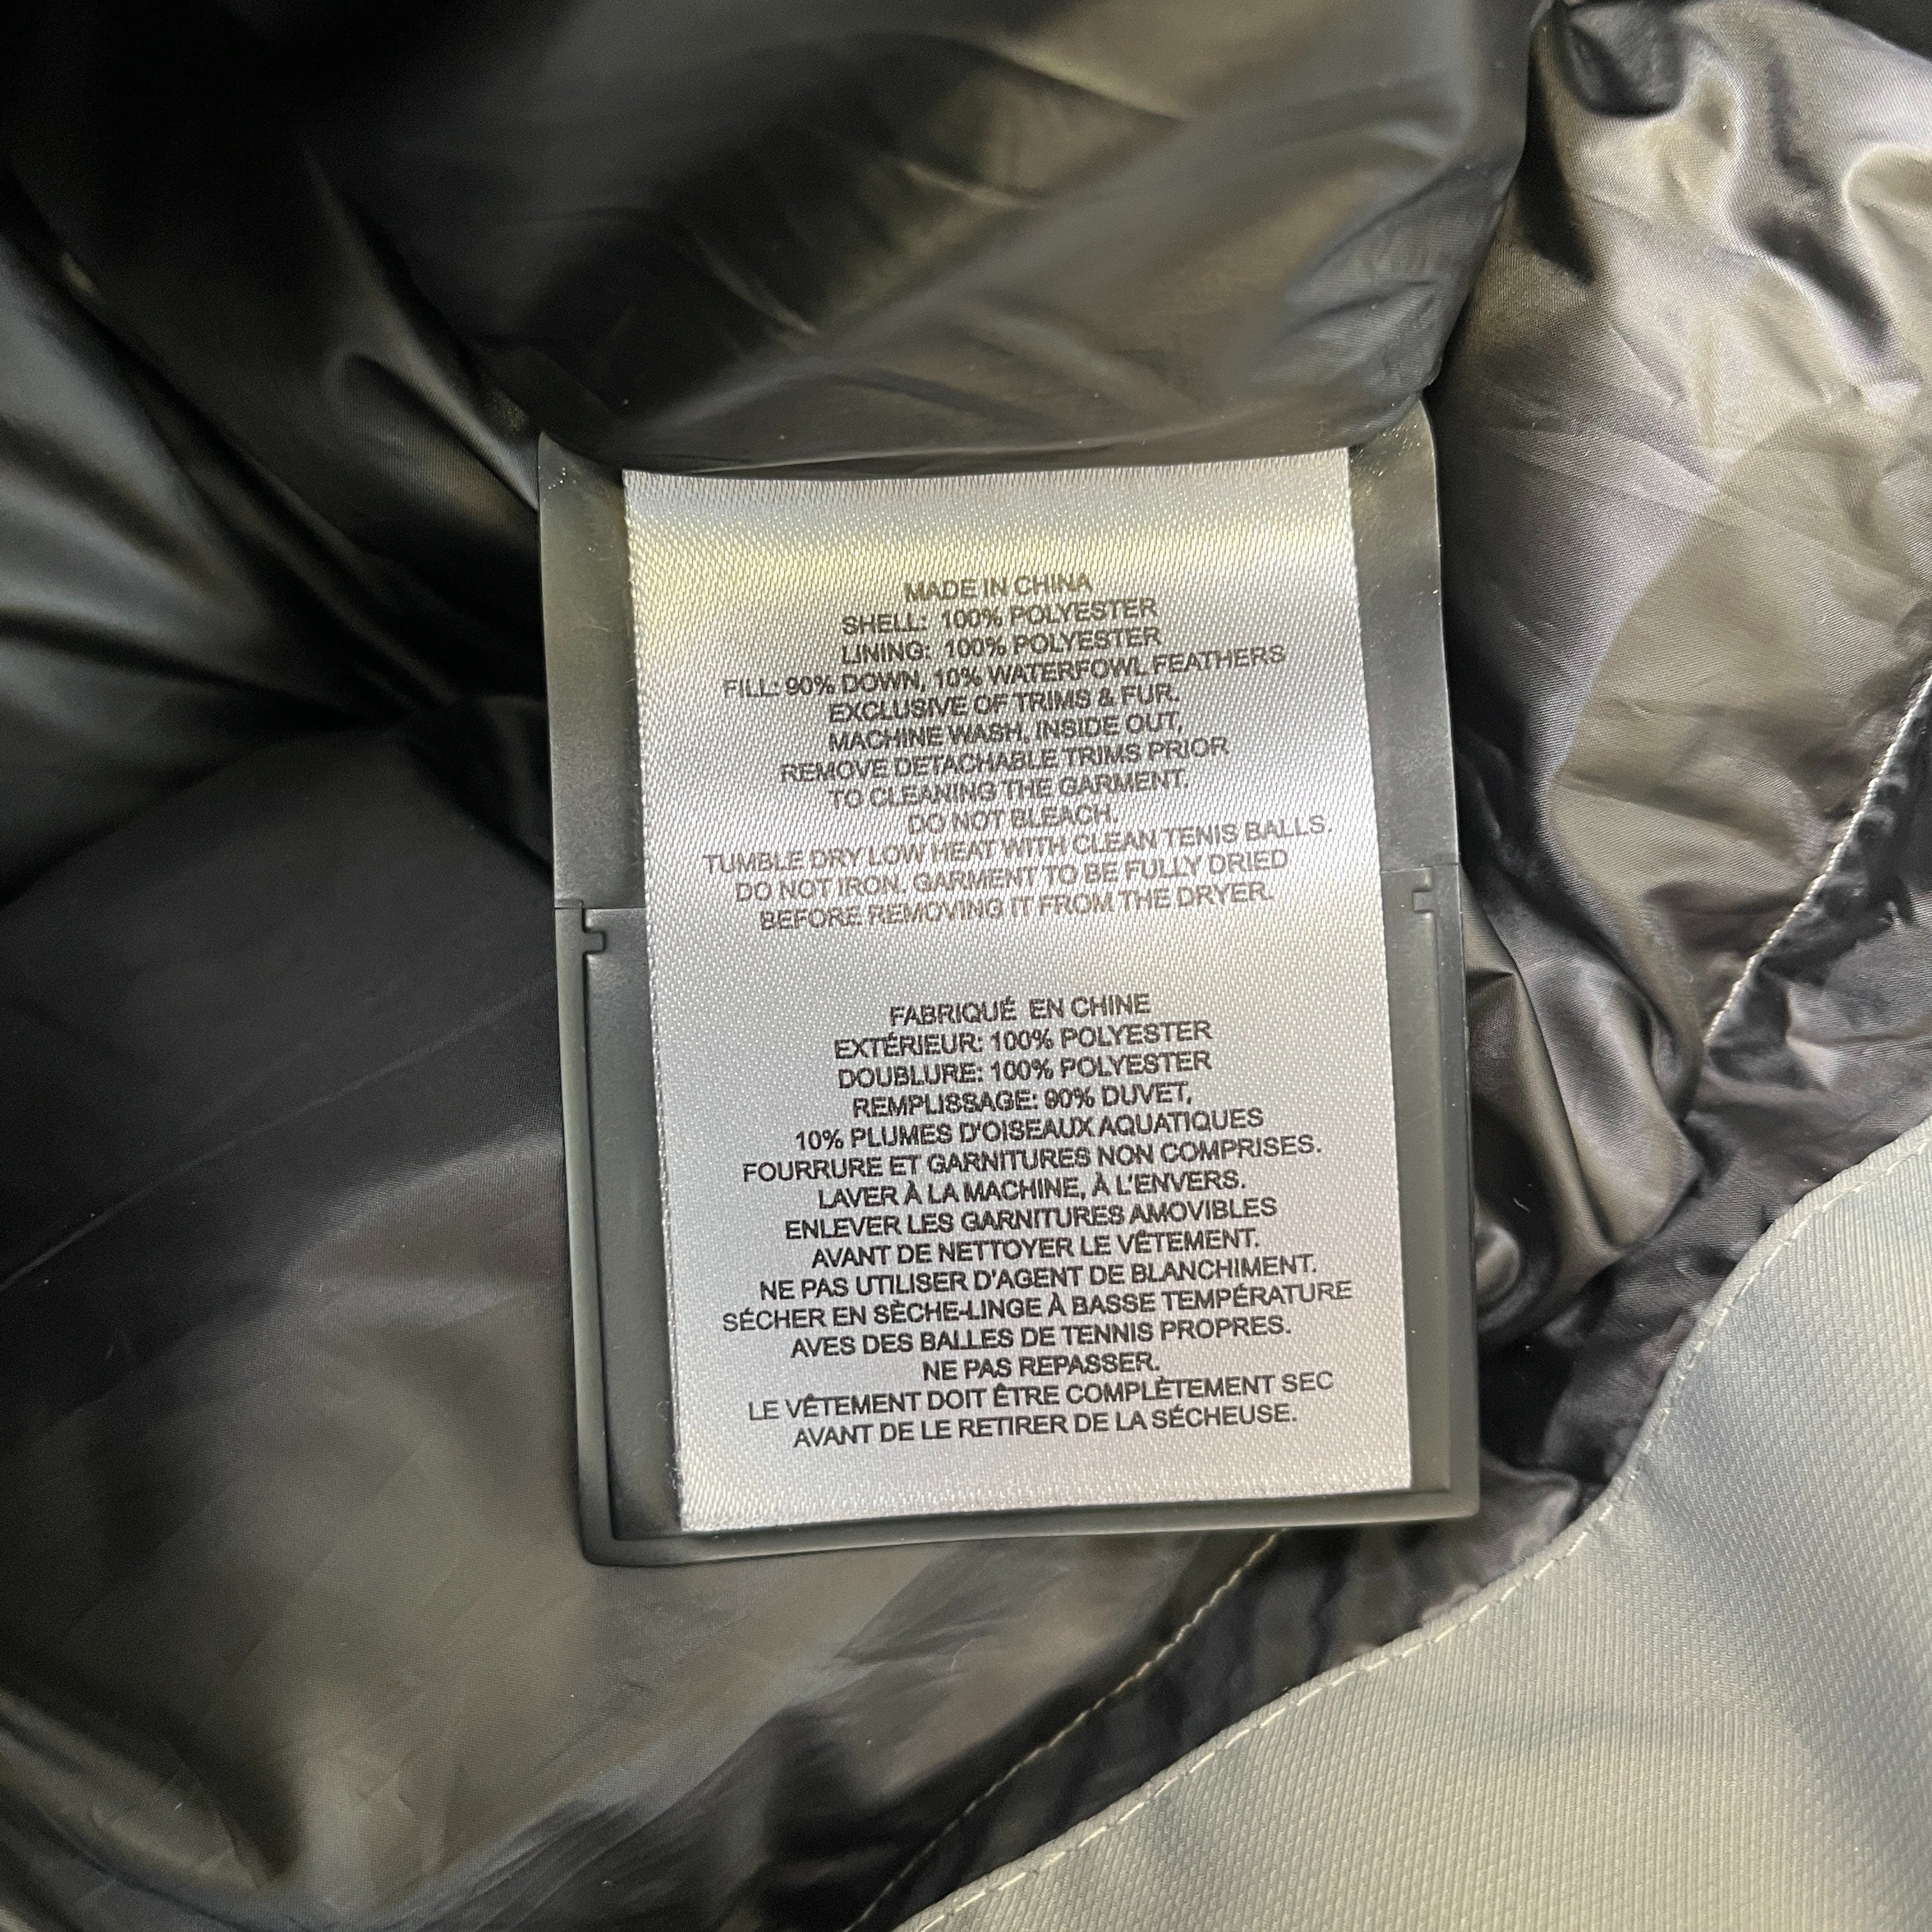 MADE IN CHINA
SHELL: 100% POLYESTER
LINING: 100% POLYESTER
FILL: 90% DOWN, 10% WATERFOWL FEATHERS
EXCLUSIVE OF TRIMS & FUR.
MACHINE WASH, INSIDE OUT,
REMOVE DETACHABLE TRIMS PRIOR
TO CLEANING THE GARMENT.
DO NOT BLEACH.
TUMBLE DRY LOW HEAT WITH CLEAN TENIS BALLS.
DO NOT IRON. GARMENT TO BE FULLY DRIED
BEFORE REMOVING IT FROM THE DRYER.
FABRIQUÉ EN CHINE
EXTÉRIEUR: 100% POLYESTER
DOUBLURE: 100% POLYESTER
REMPLISSAGE: 90% DUVET,
10% PLUMES D'OISEAUX AQUATIQUES
FOURRURE ET GARNITURES NON COMPRISES.
LAVER À LA MACHINE, À L'ENVERS.
ENLEVER LES GARNITURES AMOVIBLES
AVANT DE NETTOYER LE VÊTEMENT.
NE PAS UTILISER D'AGENT DE BLANCHIMENT.
SÉCHER EN SÈCHE-LINGE À BASSE TEMPÉRATURE
AVES DES BALLES DE TENNIS PROPRES.
NE PAS REPASSER.
LE VÊTEMENT DOIT ÊTRE COMPLÈTEMENT SEC
AVANT DE LE RETIRER DE LA SÉCHEUSE.